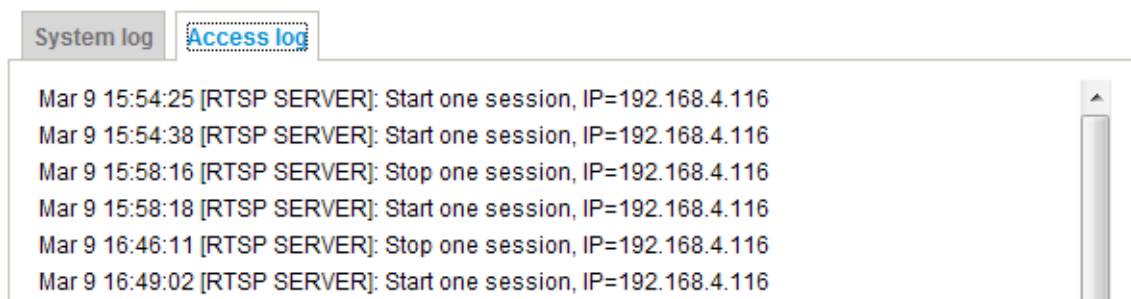 System log Access log
Mar 9 15:54:25 [RTSP SERVER]: Start one session, IP=192.168.4.116
Mar 9 15:54:38 [RTSP SERVER]: Start one session, IP=192.168.4.116
Mar 9 15:58:16 [RTSP SERVER]: Stop one session, IP=192.168.4.116
Mar 9 15:58:18 [RTSP SERVER]: Start one session, IP=192.168.4.116
Mar 9 16:46:11 [RTSP SERVER]: Stop one session, IP=192.168.4.116
Mar 9 16:49:02 [RTSP SERVER]: Start one session, IP=192.168.4.116